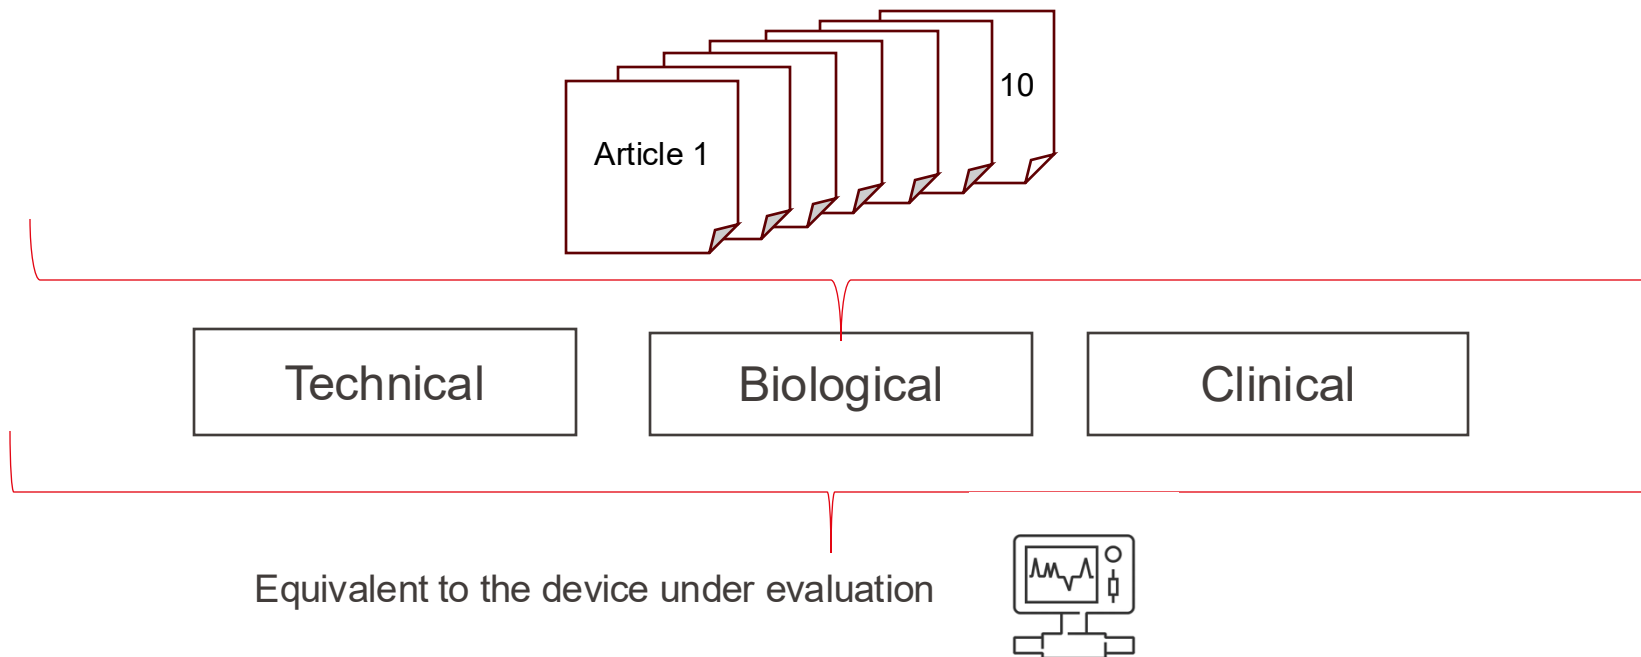 10
Article 1
Technical
Biological
Clinical
Equivalent to the device under evaluation